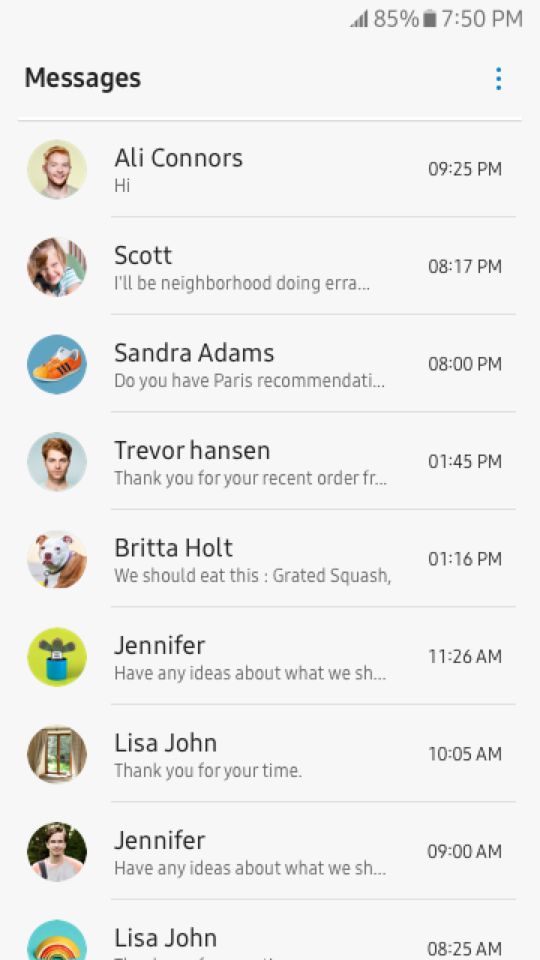 85% 7:50 PM
Messages
Ali Connors
Hi
09:25 PM
Scott
I'll be neighborhood doing erra...
08:17 PM
Sandra Adams
Do you have Paris recommendati...
08:00 PM
Trevor hansen
Thank you for your recent order fr...
01:45 PM
Britta Holt
We should eat this : Grated Squash,
01:16 PM
Jennifer
Have any ideas about what we sh...
11:26 AM
Lisa John
Thank you for your time.
10:05 AM
Jennifer
Have any ideas about what we sh...
09:00 AM
Lisa John
08:25 AM